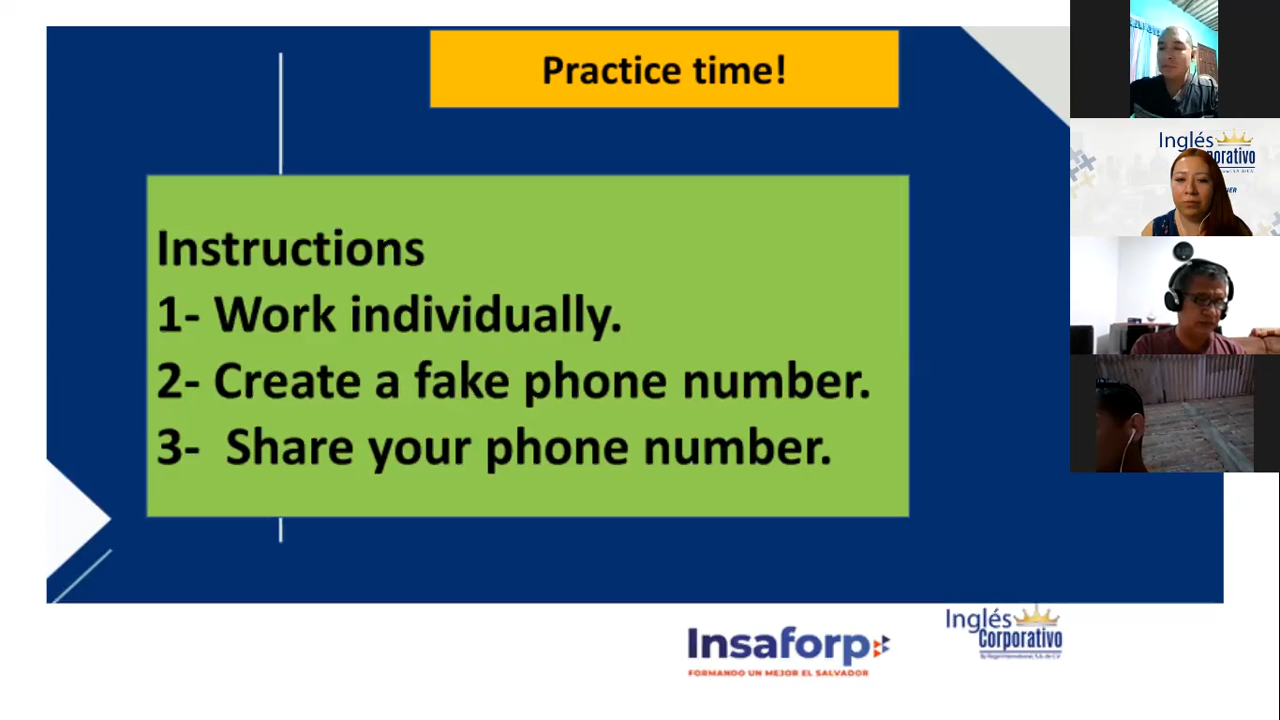 Practice time!
Instructions
1- Work individually.
2- Create a fake phone number.
3- Share your phone number.
Inglés
Corporativo
Insaforp
FORMANDO UN MEJOR EL SALVADOR
Inglés